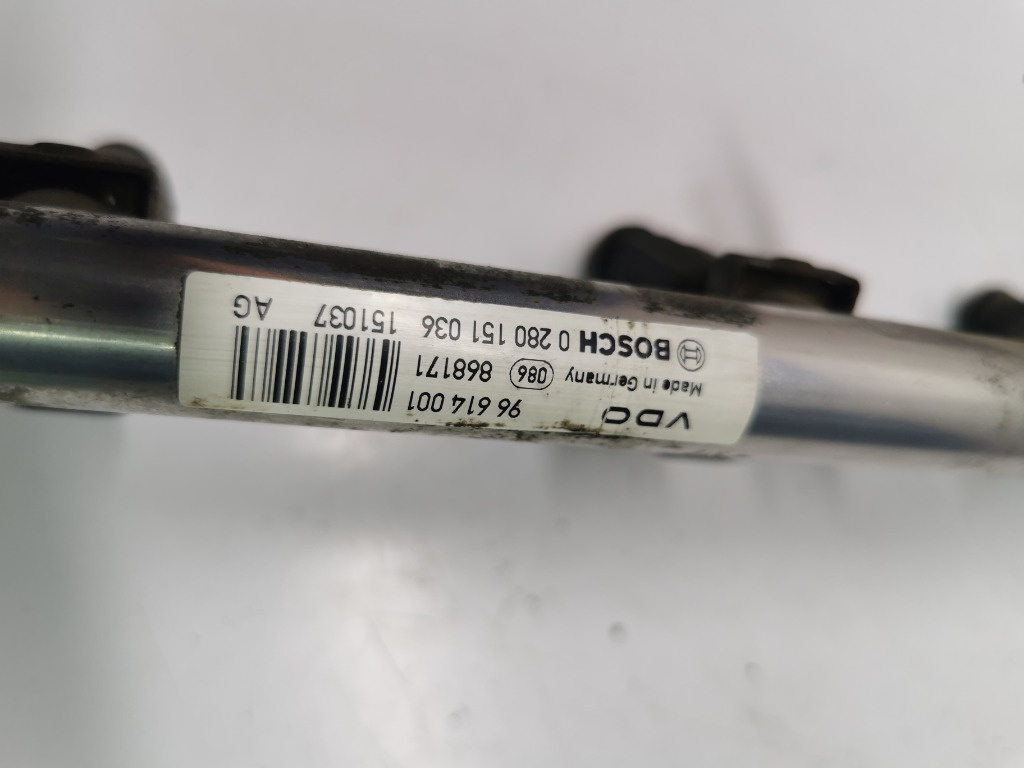 VDO 96 614 001
Made in Germany 086 868171
BOSCH 0 280 151 036 151037 AG